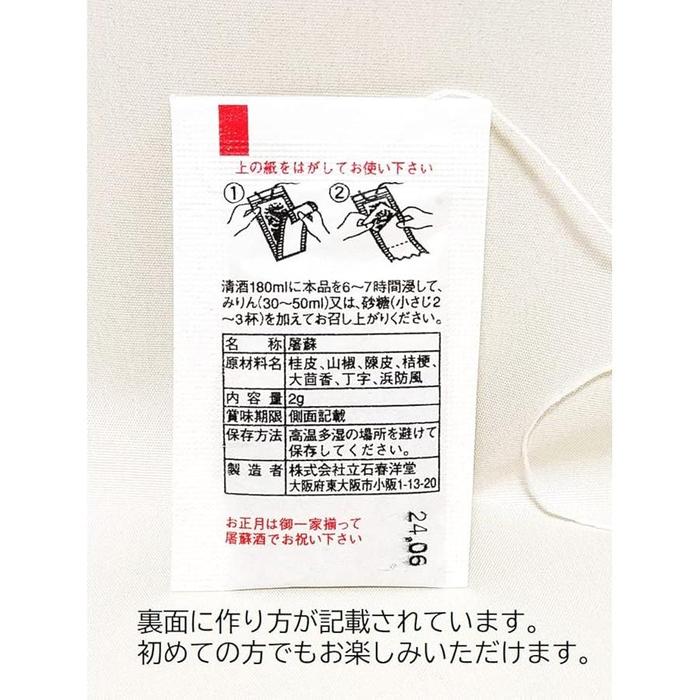 上の紙をはがしてお使い下さい
① ②
清酒180mlに本品を6〜7時間浸して、
みりん(30〜50ml)又は、砂糖(小さじ2
〜3杯)を加えてお召し上がりください。
名称 屠蘇
原材料名 桂皮、山椒、陳皮、桔梗、
大茴香、丁字、浜防風
内容量 2g
賞味期限 側面記載
保存方法 高温多湿の場所を避けて
保存してください。
製造者 株式会社立石春洋堂
大阪府東大阪市小阪1-13-20
お正月は御一家揃って
屠蘇酒でお祝い下さい
24.06
裏面に作り方が記載されています。
初めての方でもお楽しみいただけます。